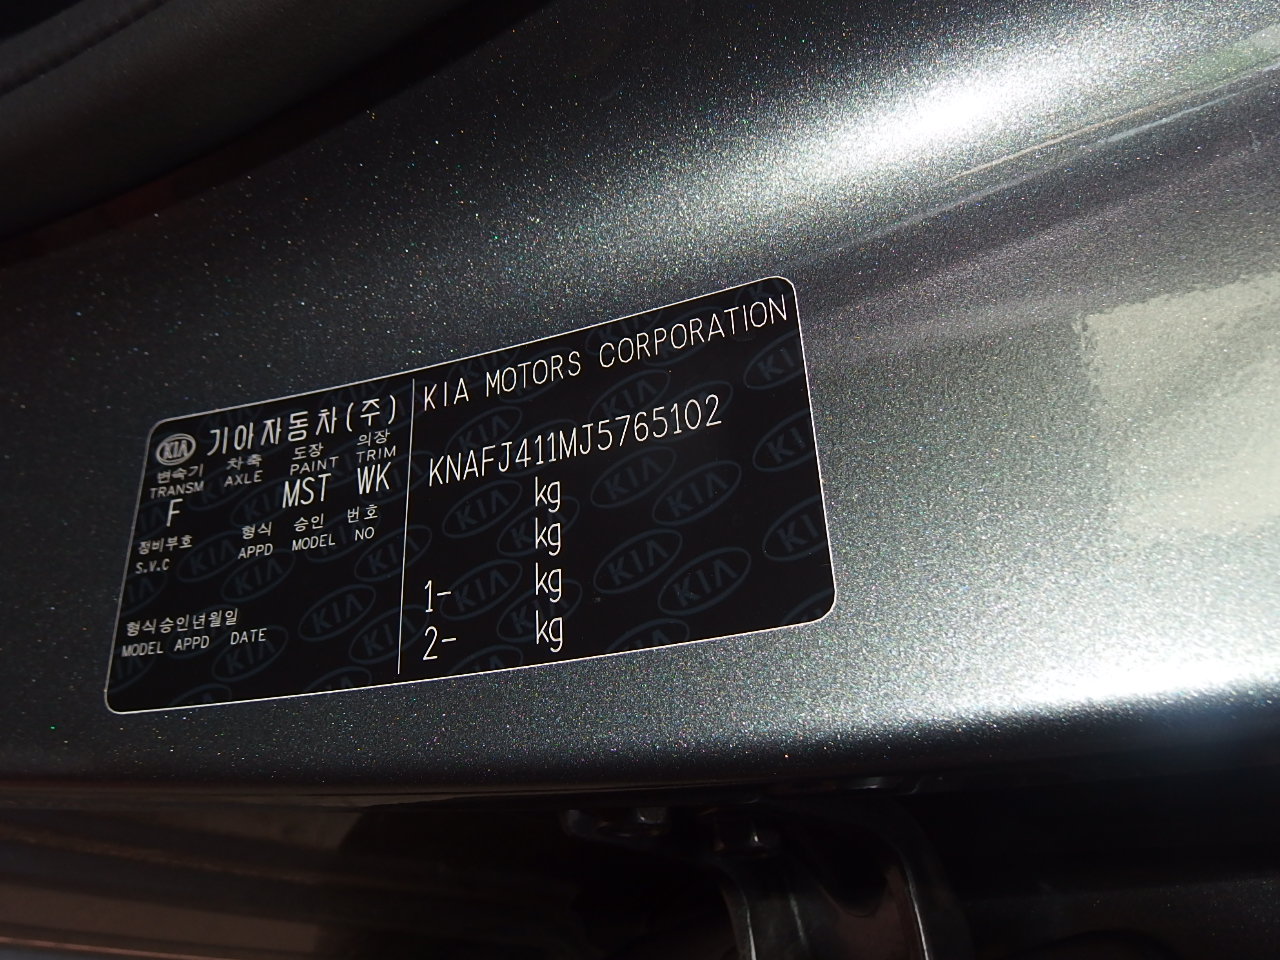 KIA 기아자동차(주)
변속기 차축 도장 의장
TRANSM AXLE PAINT TRIM
F MST WK
정비부호 형식 승인 번호
S.V.C APPD MODEL NO
형식승인년월일
MODEL APPD DATE
KIA MOTORS CORPORATION
KNAFJ411MJ5765102
kg
kg
1- kg
2- kg